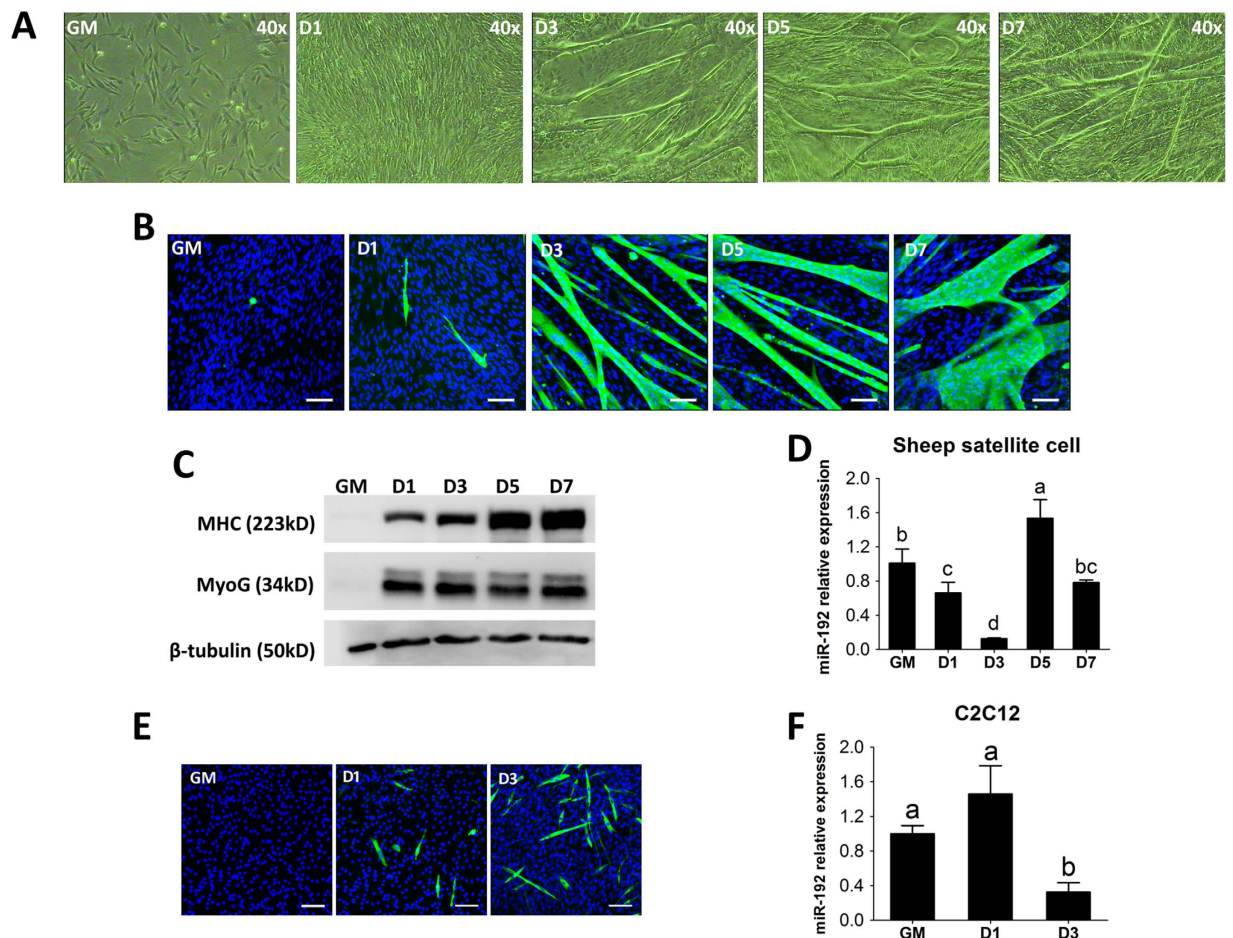 A
GM 40x
D1 40x
D3 40x
D5 40x
D7 40x
B
GM
D1
D3
D5
D7
C
GM D1 D3 D5 D7
MHC (223kD)
MyoG (34kD)
β-tubulin (50kD)
D
Sheep satellite cell
miR-192 relative expression
2.0
1.6
1.2
0.8
0.4
0.0
b
c
d
a
bc
GM D1 D3 D5 D7
E
GM
D1
D3
F
C2C12
miR-192 relative expression
2.0
1.6
1.2
0.8
0.4
0.0
a
a
b
GM D1 D3